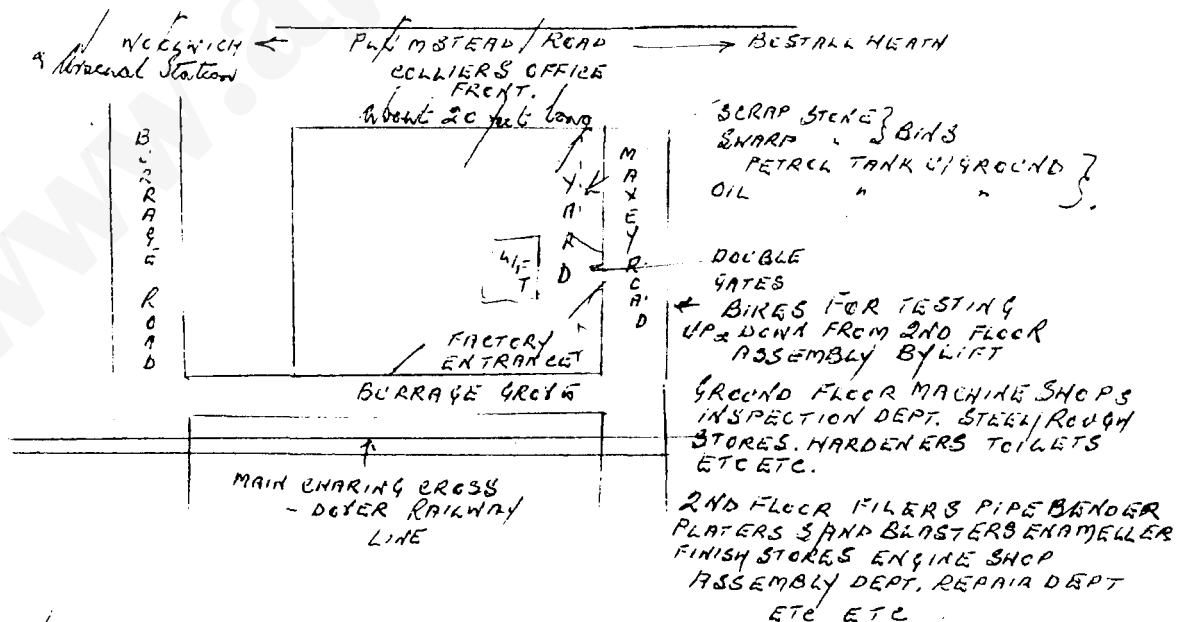 WOOLWICH ← PLUMSTEAD / ROAD → BOSTALL HEATH
& Arsenal Station
COLLIERS OFFICE
FRONT.
About 20 feet long
BURRAGE ROAD
YARD
MAXEY ROAD
LIFT
SCRAP STORE } BINS
SWARF " }
PETROL TANK U/GROUND }
OIL " " }.
DOUBLE
GATES
BIKES FOR TESTING
UP & DOWN FROM 2ND FLOOR
ASSEMBLY BY LIFT
FACTORY
ENTRANCE
BURRAGE GROVE
GROUND FLOOR MACHINE SHOPS
INSPECTION DEPT. STEEL/ROUGH
STORES. HARDENERS TOILETS
ETC ETC.
MAIN CHARING CROSS
- DOVER RAILWAY
LINE
2ND FLOOR FILERS PIPE BENDER
PLATERS SAND BLASTERS ENAMELLER
FINISH STORES ENGINE SHOP
ASSEMBLY DEPT. REPAIR DEPT
ETC ETC
www.